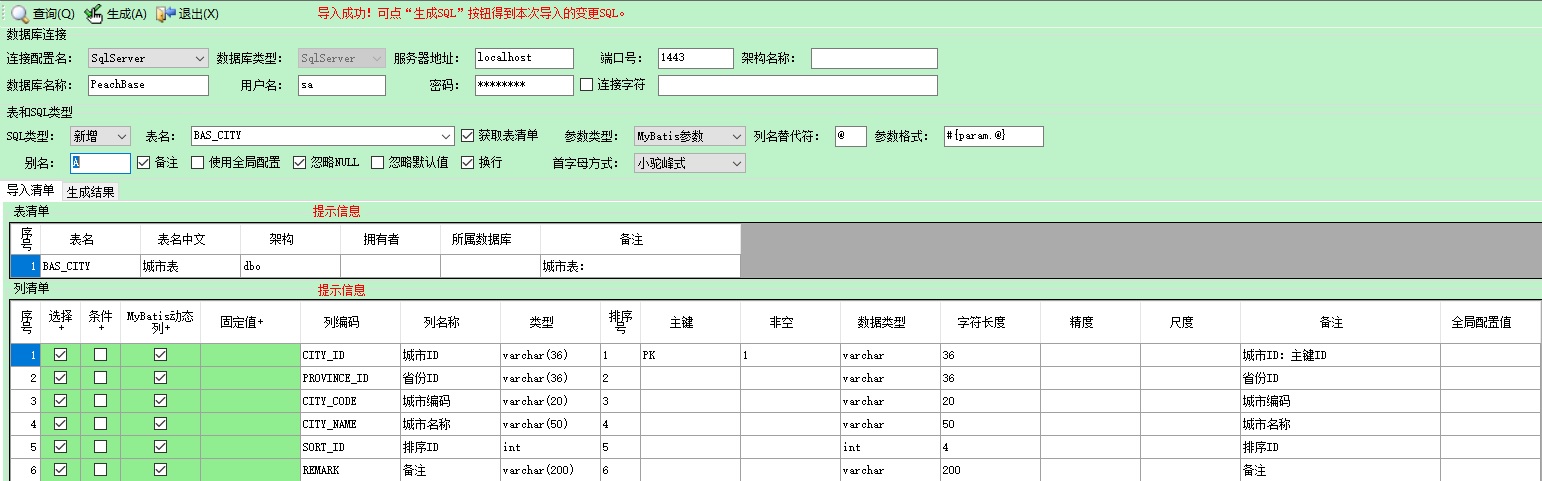 查询(Q) 生成(A) 退出(X) 导入成功！可点“生成SQL”按钮得到本次导入的变更SQL。
数据库连接
连接配置名： SqlServer 数据库类型： SqlServer 服务器地址： localhost 端口号： 1443 架构名称：
数据库名称： PeachBase 用户名： sa 密码： ******** 连接字符
表和SQL类型
SQL类型： 新增 表名： BAS_CITY 获取表清单 参数类型： MyBatis参数 列名替代符： @ 参数格式： #{param.@}
别名： A 备注 使用全局配置 忽略NULL 忽略默认值 换行 首字母方式： 小驼峰式
导入清单 生成结果
表清单 提示信息
序号 表名 表名中文 架构 拥有者 所属数据库 备注
1 BAS_CITY 城市表 dbo 城市表：
列清单 提示信息
序号 选择+ 条件+ MyBatis动态列+ 固定值+ 列编码 列名称 类型 排序号 主键 非空 数据类型 字符长度 精度 尺度 备注 全局配置值
1 CITY_ID 城市ID varchar(36) 1 PK 1 varchar 36 城市ID：主键ID
2 PROVINCE_ID 省份ID varchar(36) 2 varchar 36 省份ID
3 CITY_CODE 城市编码 varchar(20) 3 varchar 20 城市编码
4 CITY_NAME 城市名称 varchar(50) 4 varchar 50 城市名称
5 SORT_ID 排序ID int 5 int 4 排序ID
6 REMARK 备注 varchar(200) 6 varchar 200 备注